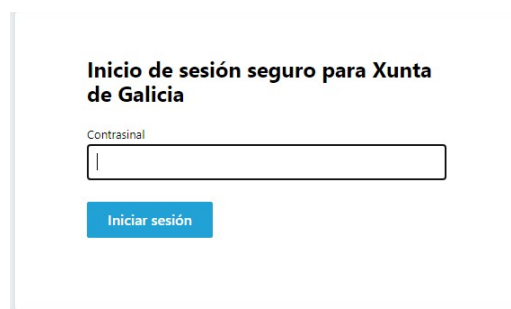 Inicio de sesión seguro para Xunta
de Galicia
Contrasinal
Iniciar sesión